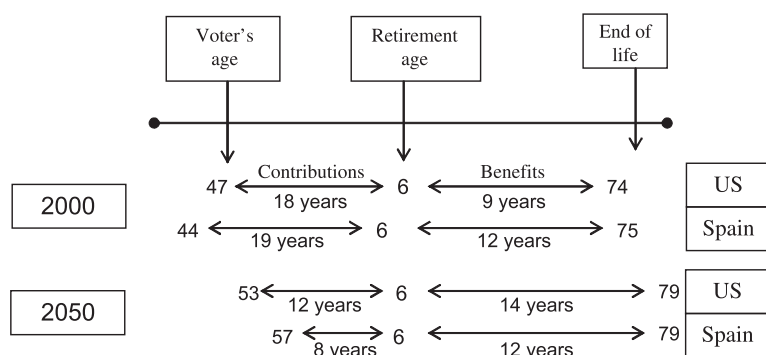 Voter's age
Retirement age
End of life
2000
Contributions
Benefits
47
18 years
6
9 years
74
US
44
19 years
6
12 years
75
Spain
2050
53
12 years
6
14 years
79
US
57
8 years
6
12 years
79
Spain